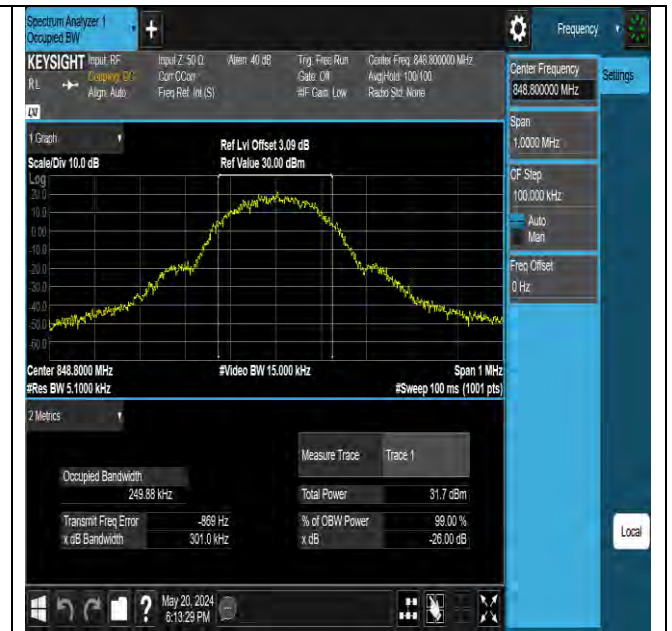 Spectrum Analyzer 1
Occupied BW
+
Frequency
KEYSIGHT Input: RF Input Z: 50 Ω Atten: 40 dB Trig: Free Run Center Freq: 848.800000 MHz
RL Coupling: DC Corr CCorr Gate: Off Avg|Hold: 100/100
Align: Auto Freq Ref: Int (S) #IF Gain: Low Radio Std: None
LXI
Center Frequency
848.800000 MHz
Settings
Span
1.0000 MHz
CF Step
100.000 kHz
Auto
Man
Freq Offset
0 Hz
1 Graph
Ref Lvl Offset 3.09 dB
Scale/Div 10.0 dB Ref Value 30.00 dBm
Log
20.0
10.0
0.00
-10.0
-20.0
-30.0
-40.0
-50.0
-60.0
Center 848.8000 MHz #Video BW 15.000 kHz Span 1 MHz
#Res BW 5.1000 kHz #Sweep 100 ms (1001 pts)
2 Metrics
Measure Trace Trace 1
Occupied Bandwidth
249.88 kHz
Total Power 31.7 dBm
Transmit Freq Error -869 Hz % of OBW Power 99.00 %
x dB Bandwidth 301.0 kHz x dB -26.00 dB
Local
? May 20, 2024
6:13:29 PM